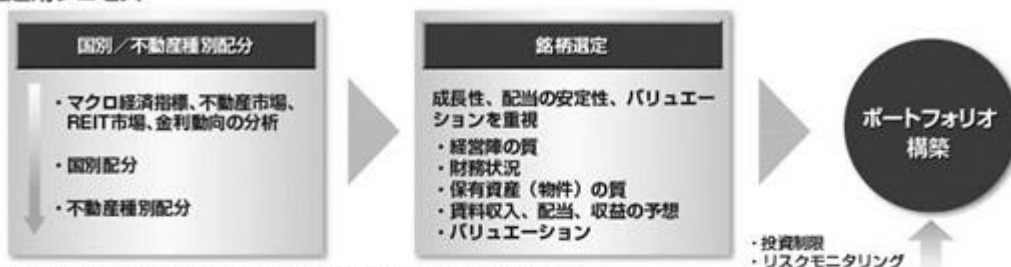 国別／不動産種別配分
・マクロ経済指標、不動産市場、
REIT市場、金利動向の分析
・国別配分
・不動産種別配分
銘柄選定
成長性、配当の安定性、バリュエー
ションを重視
・経営陣の質
・財務状況
・保有資産（物件）の質
・賃料収入、配当、収益の予想
・バリュエーション
ポートフォリオ
構築
・投資制限
・リスクモニタリング